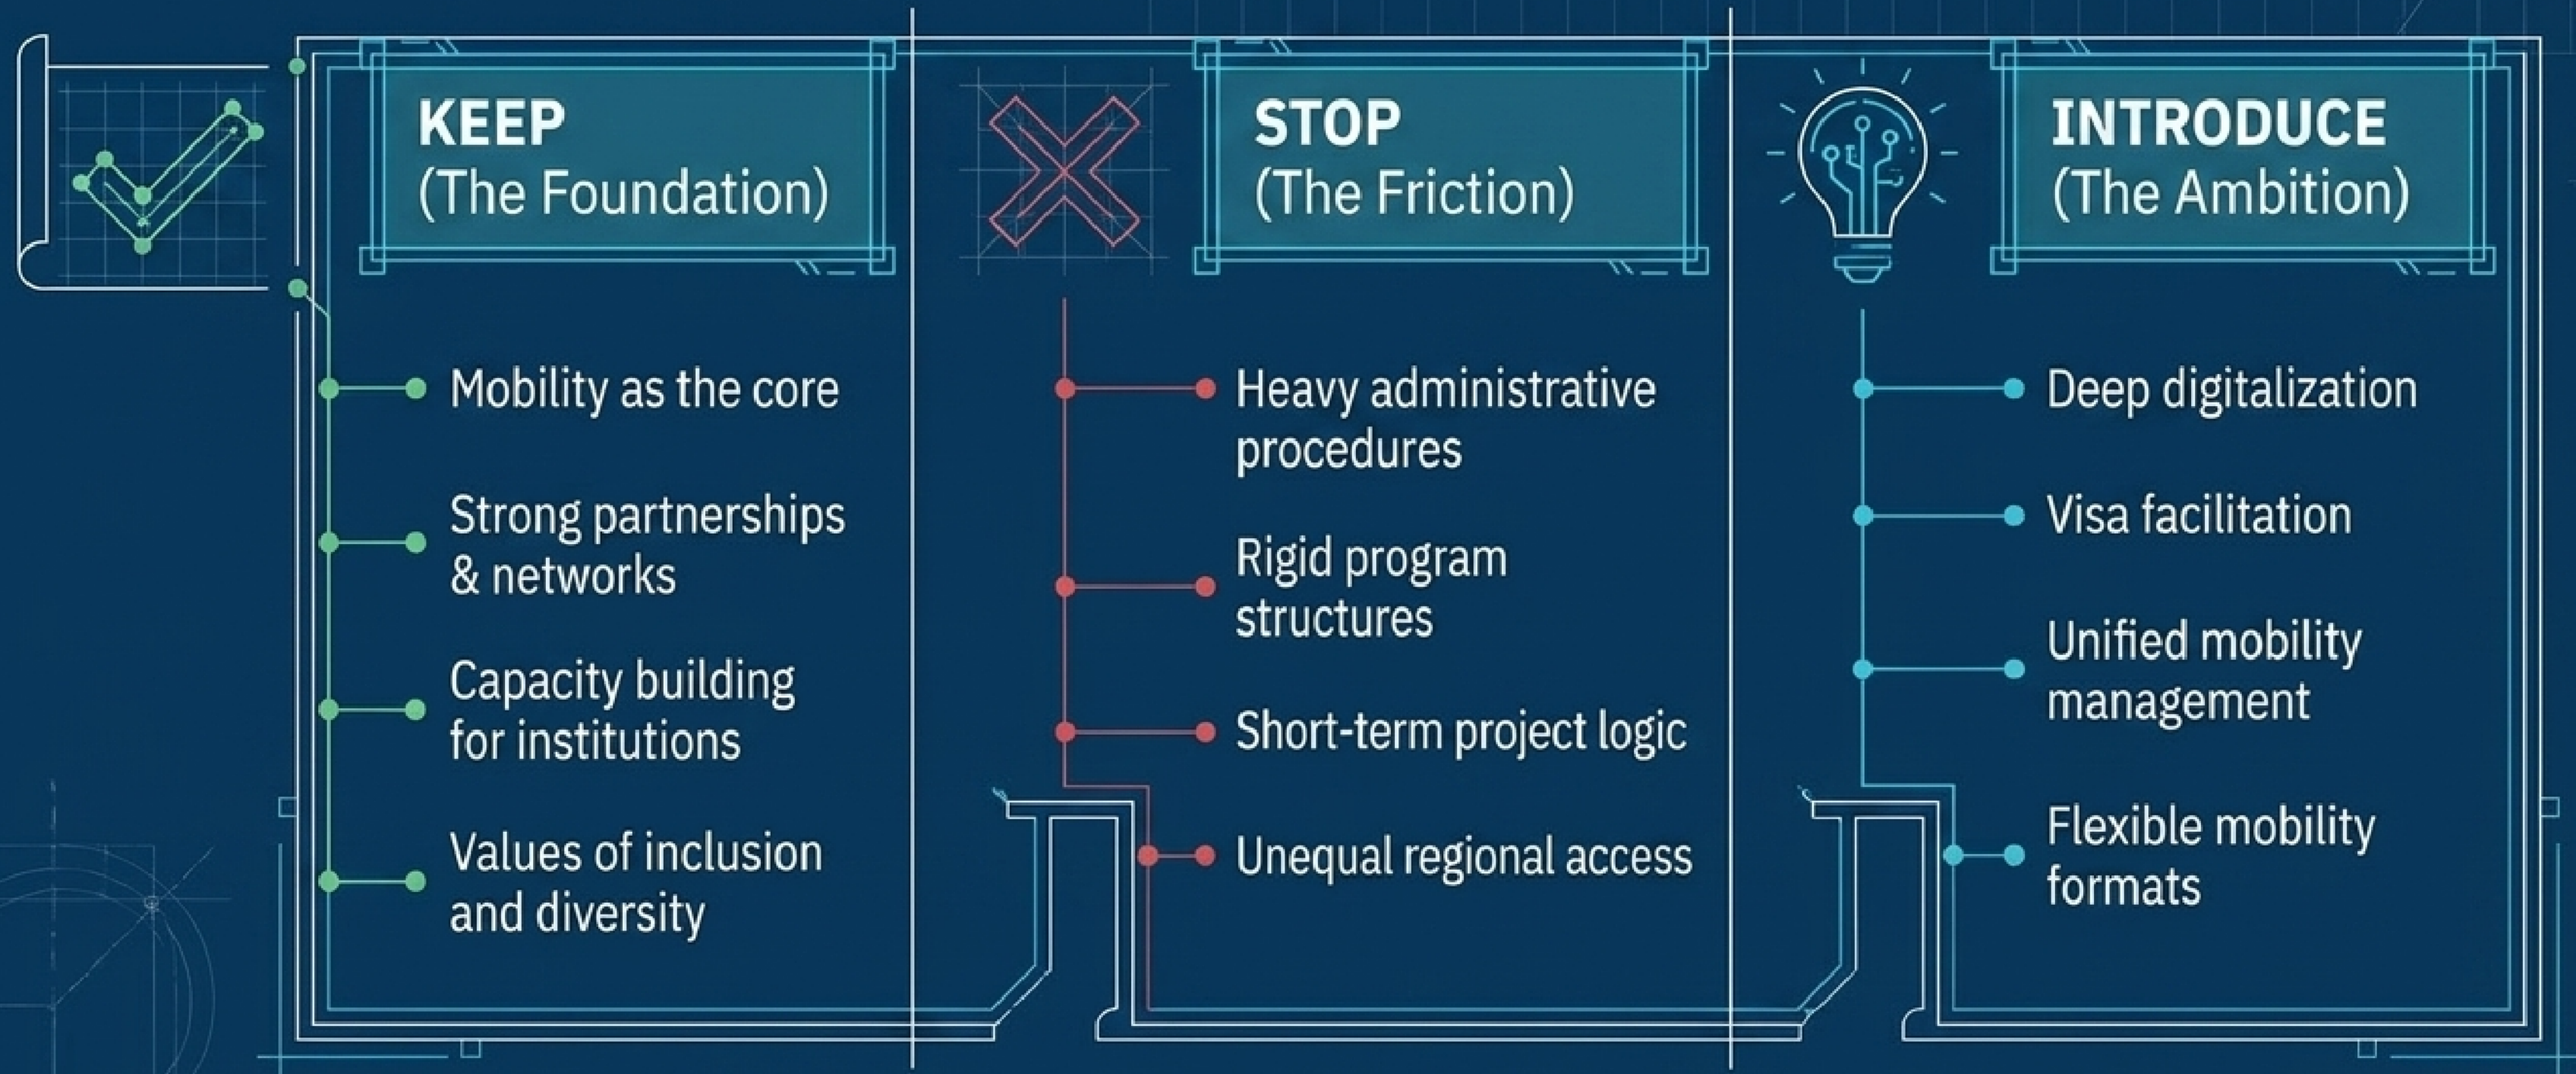 KEEP
(The Foundation)
Mobility as the core
Strong partnerships
& networks
Capacity building
for institutions
Values of inclusion
and diversity
STOP
(The Friction)
Heavy administrative
procedures
Rigid program
structures
Short-term project logic
Unequal regional access
INTRODUCE
(The Ambition)
Deep digitalization
Visa facilitation
Unified mobility
management
Flexible mobility
formats